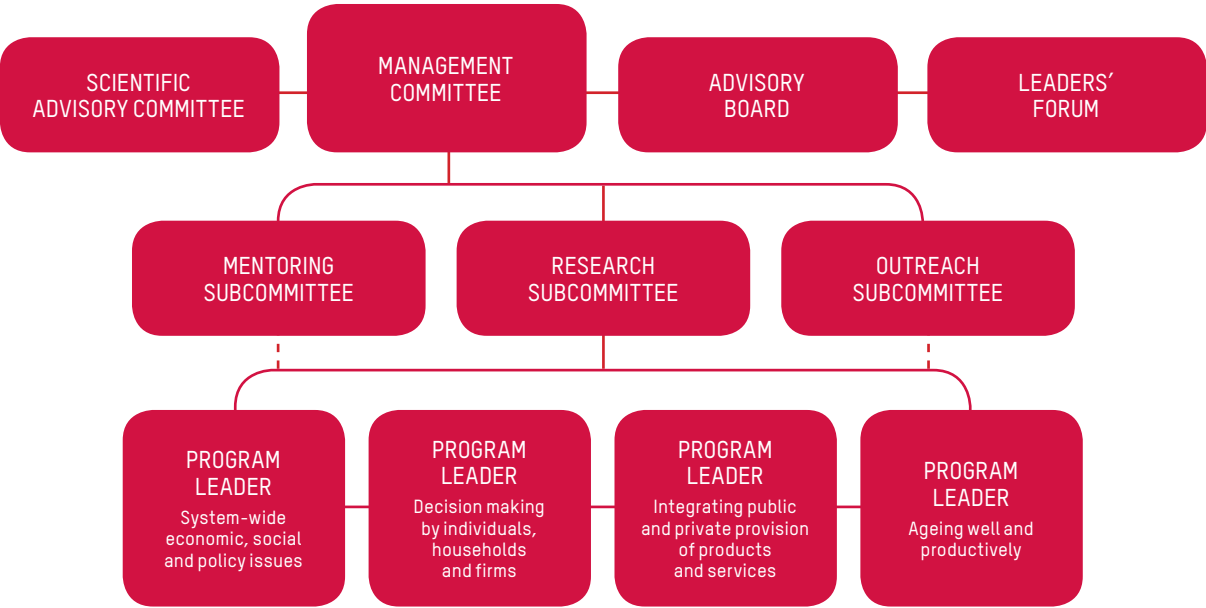 SCIENTIFIC
ADVISORY COMMITTEE
MANAGEMENT
COMMITTEE
ADVISORY
BOARD
LEADERS’
FORUM
MENTORING
SUBCOMMITTEE
RESEARCH
SUBCOMMITTEE
OUTREACH
SUBCOMMITTEE
PROGRAM
LEADER
System-wide
economic, social
and policy issues
PROGRAM
LEADER
Decision making
by individuals,
households
and firms
PROGRAM
LEADER
Integrating public
and private provision
of products
and services
PROGRAM
LEADER
Ageing well and
productively